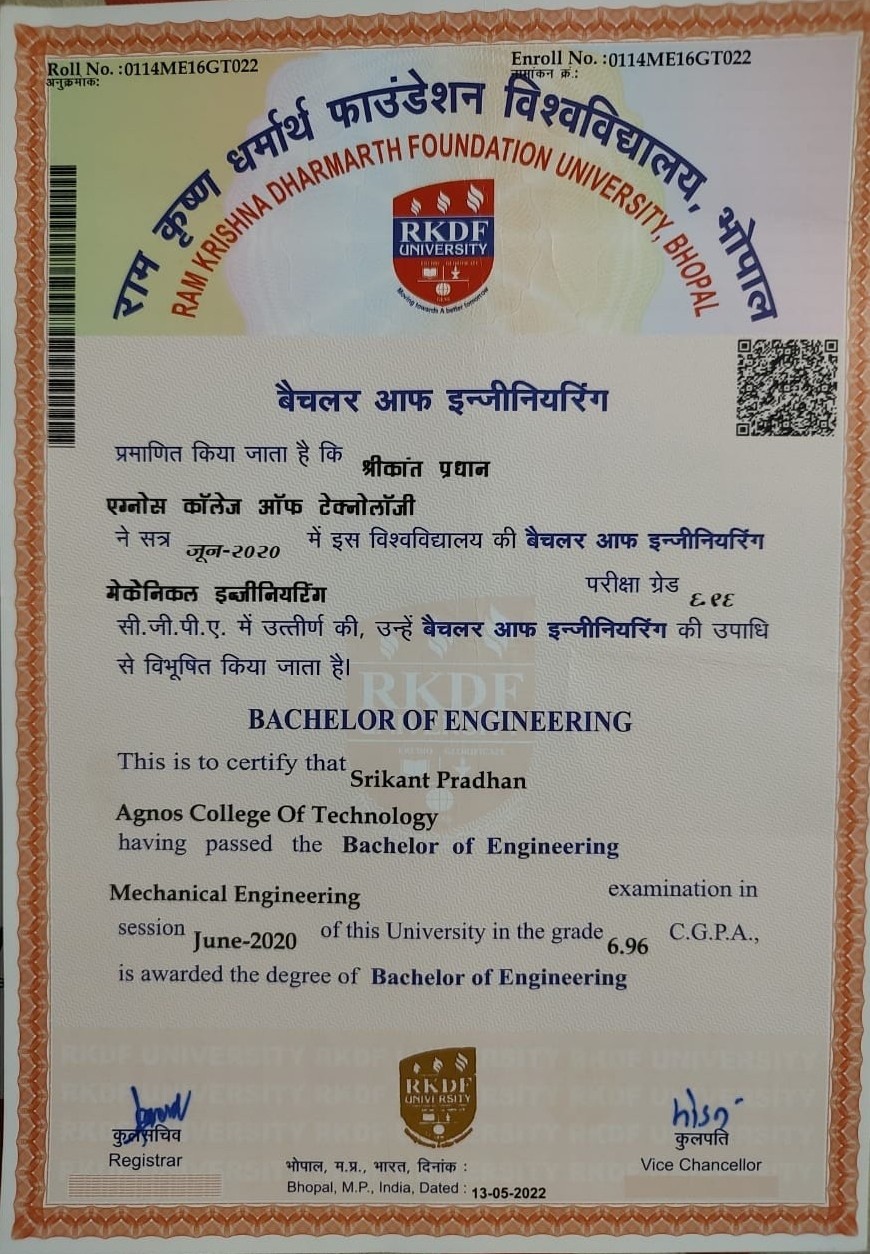 Roll No. :0114ME16GT022
अनुक्रमांक:
Enroll No. :0114ME16GT022
नामांकन क्रं.:
राम कृष्ण धर्मार्थ फाउंडेशन विश्वविद्यालय, भोपाल
RAM KRISHNA DHARMARTH FOUNDATION UNIVERSITY, BHOPAL
RKDF
UNIVERSITY
Moving towards A better tomorrow
बैचलर आफ इन्जीनियरिंग
प्रमाणित किया जाता है कि श्रीकांत प्रधान
एग्नोस कॉलेज ऑफ टेक्नोलॉजी
ने सत्र जून-2020 में इस विश्वविद्यालय की बैचलर आफ इन्जीनियरिंग
मेकेनिकल इन्जीनियरिंग परीक्षा ग्रेड ६.९६
सी.जी.पी.ए. में उत्तीर्ण की, उन्हें बैचलर आफ इन्जीनियरिंग की उपाधि
से विभूषित किया जाता है।
RKDF
BACHELOR OF ENGINEERING
This is to certify that Srikant Pradhan
Agnos College Of Technology
having passed the Bachelor of Engineering
Mechanical Engineering examination in
session June-2020 of this University in the grade 6.96 C.G.P.A.,
is awarded the degree of Bachelor of Engineering
RKDF
UNIVERSITY
कुलसचिव
Registrar
कुलपति
Vice Chancellor
भोपाल, म.प्र., भारत, दिनांक :
Bhopal, M.P., India, Dated : 13-05-2022